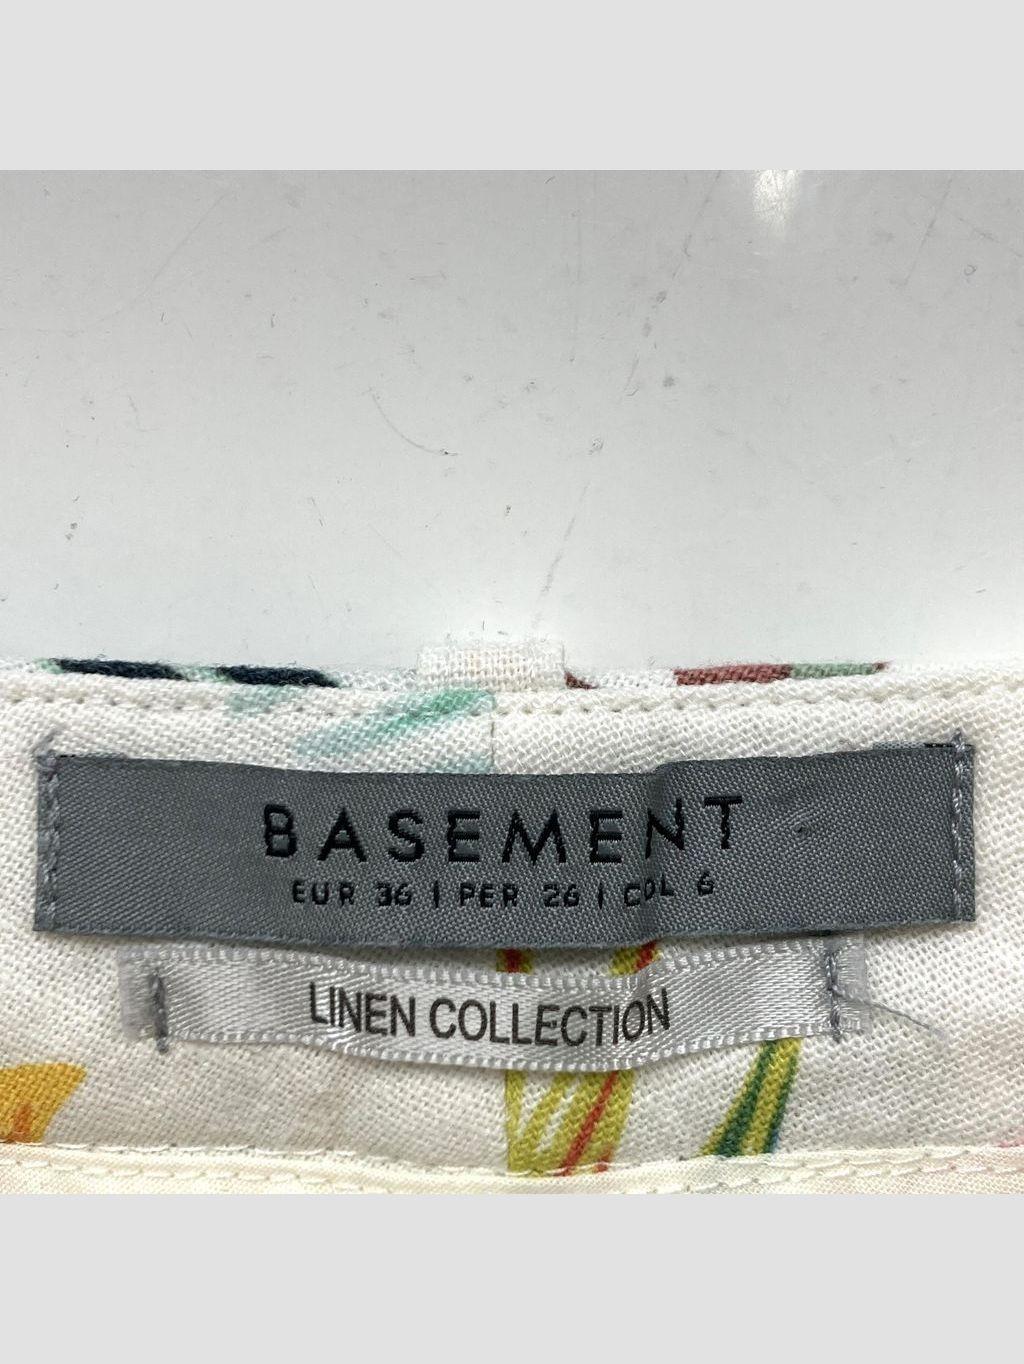 BASEMENT
EUR 36 | PER 26 | COL 6
LINEN COLLECTION